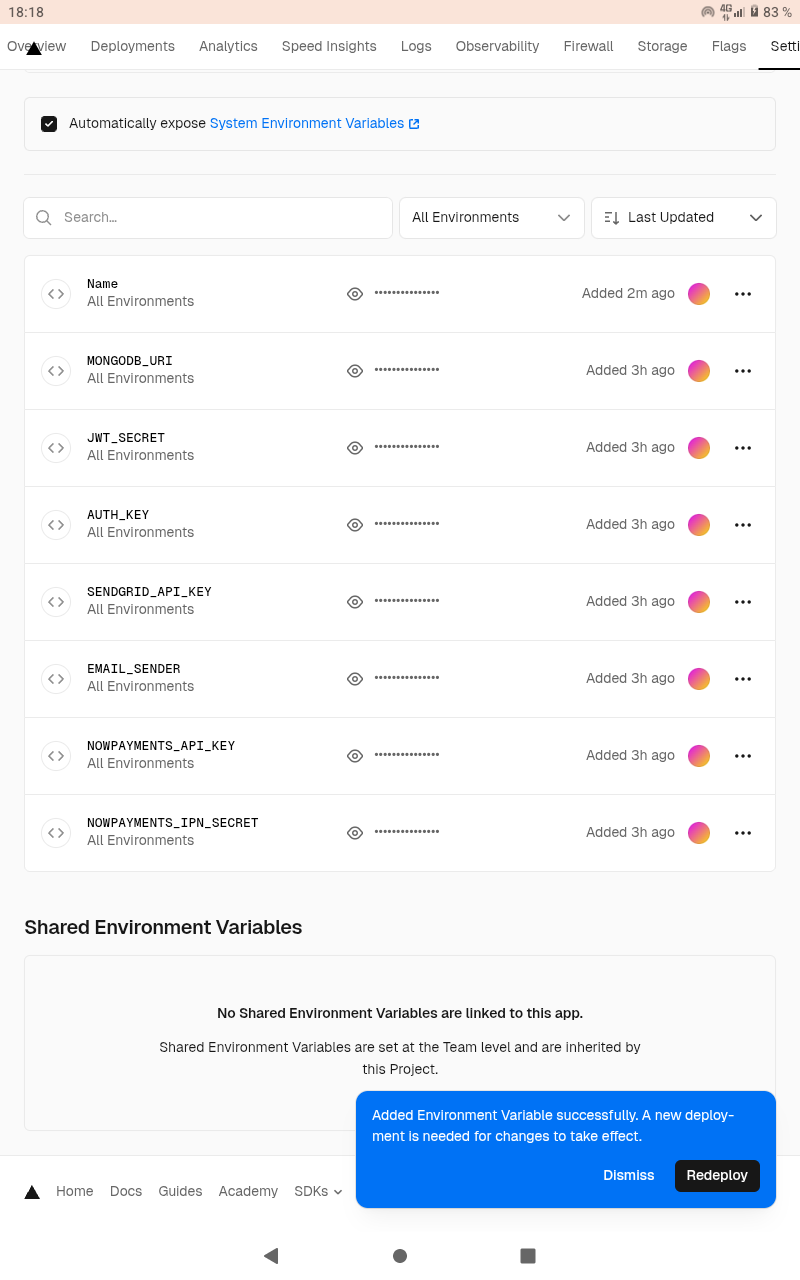 18:18
4G
83 %
Overview Deployments Analytics Speed Insights Logs Observability Firewall Storage Flags Setti
Automatically expose System Environment Variables
Search...
All Environments
Last Updated
Name
All Environments
•••••••••••••••
Added 2m ago
MONGODB_URI
All Environments
•••••••••••••••
Added 3h ago
JWT_SECRET
All Environments
•••••••••••••••
Added 3h ago
AUTH_KEY
All Environments
•••••••••••••••
Added 3h ago
SENDGRID_API_KEY
All Environments
•••••••••••••••
Added 3h ago
EMAIL_SENDER
All Environments
•••••••••••••••
Added 3h ago
NOWPAYMENTS_API_KEY
All Environments
•••••••••••••••
Added 3h ago
NOWPAYMENTS_IPN_SECRET
All Environments
•••••••••••••••
Added 3h ago
Shared Environment Variables
No Shared Environment Variables are linked to this app.
Shared Environment Variables are set at the Team level and are inherited by
this Project.
Added Environment Variable successfully. A new deploy-
ment is needed for changes to take effect.
Dismiss
Redeploy
Home Docs Guides Academy SDKs